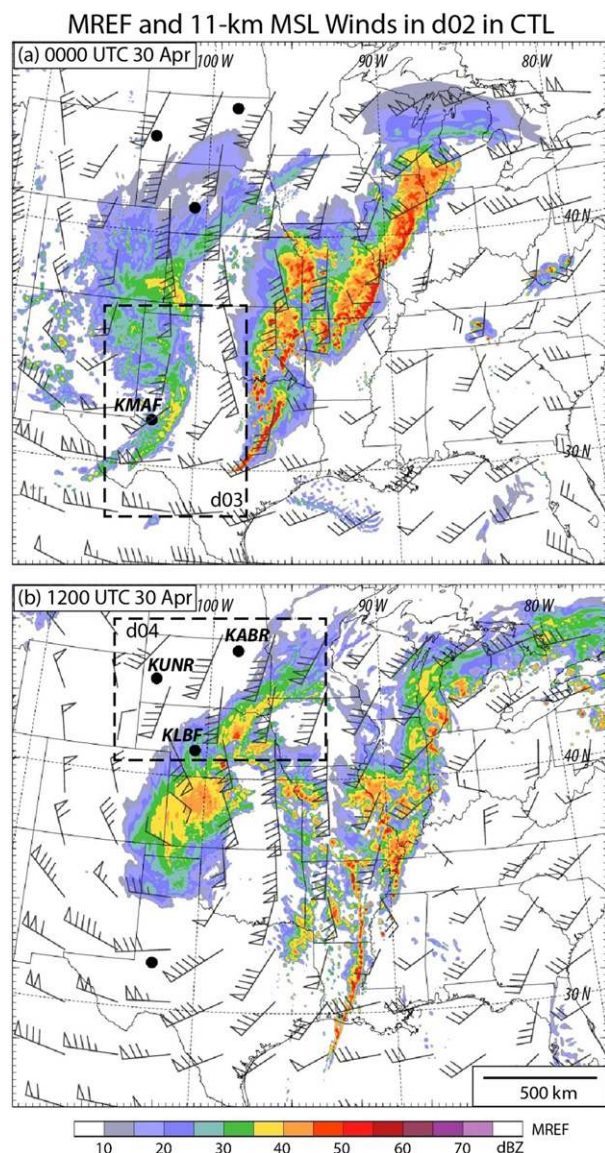 MREF and 11-km MSL Winds in d02 in CTL
(a) 0000 UTC 30 Apr
100 W
90 W
80 W
40 N
KMAF
30 N
d03
(b) 1200 UTC 30 Apr
100 W
90 W
80 W
d04
KABR
KUNR
KLBF
40 N
30 N
500 km
MREF
10 20 30 40 50 60 70 dBZ